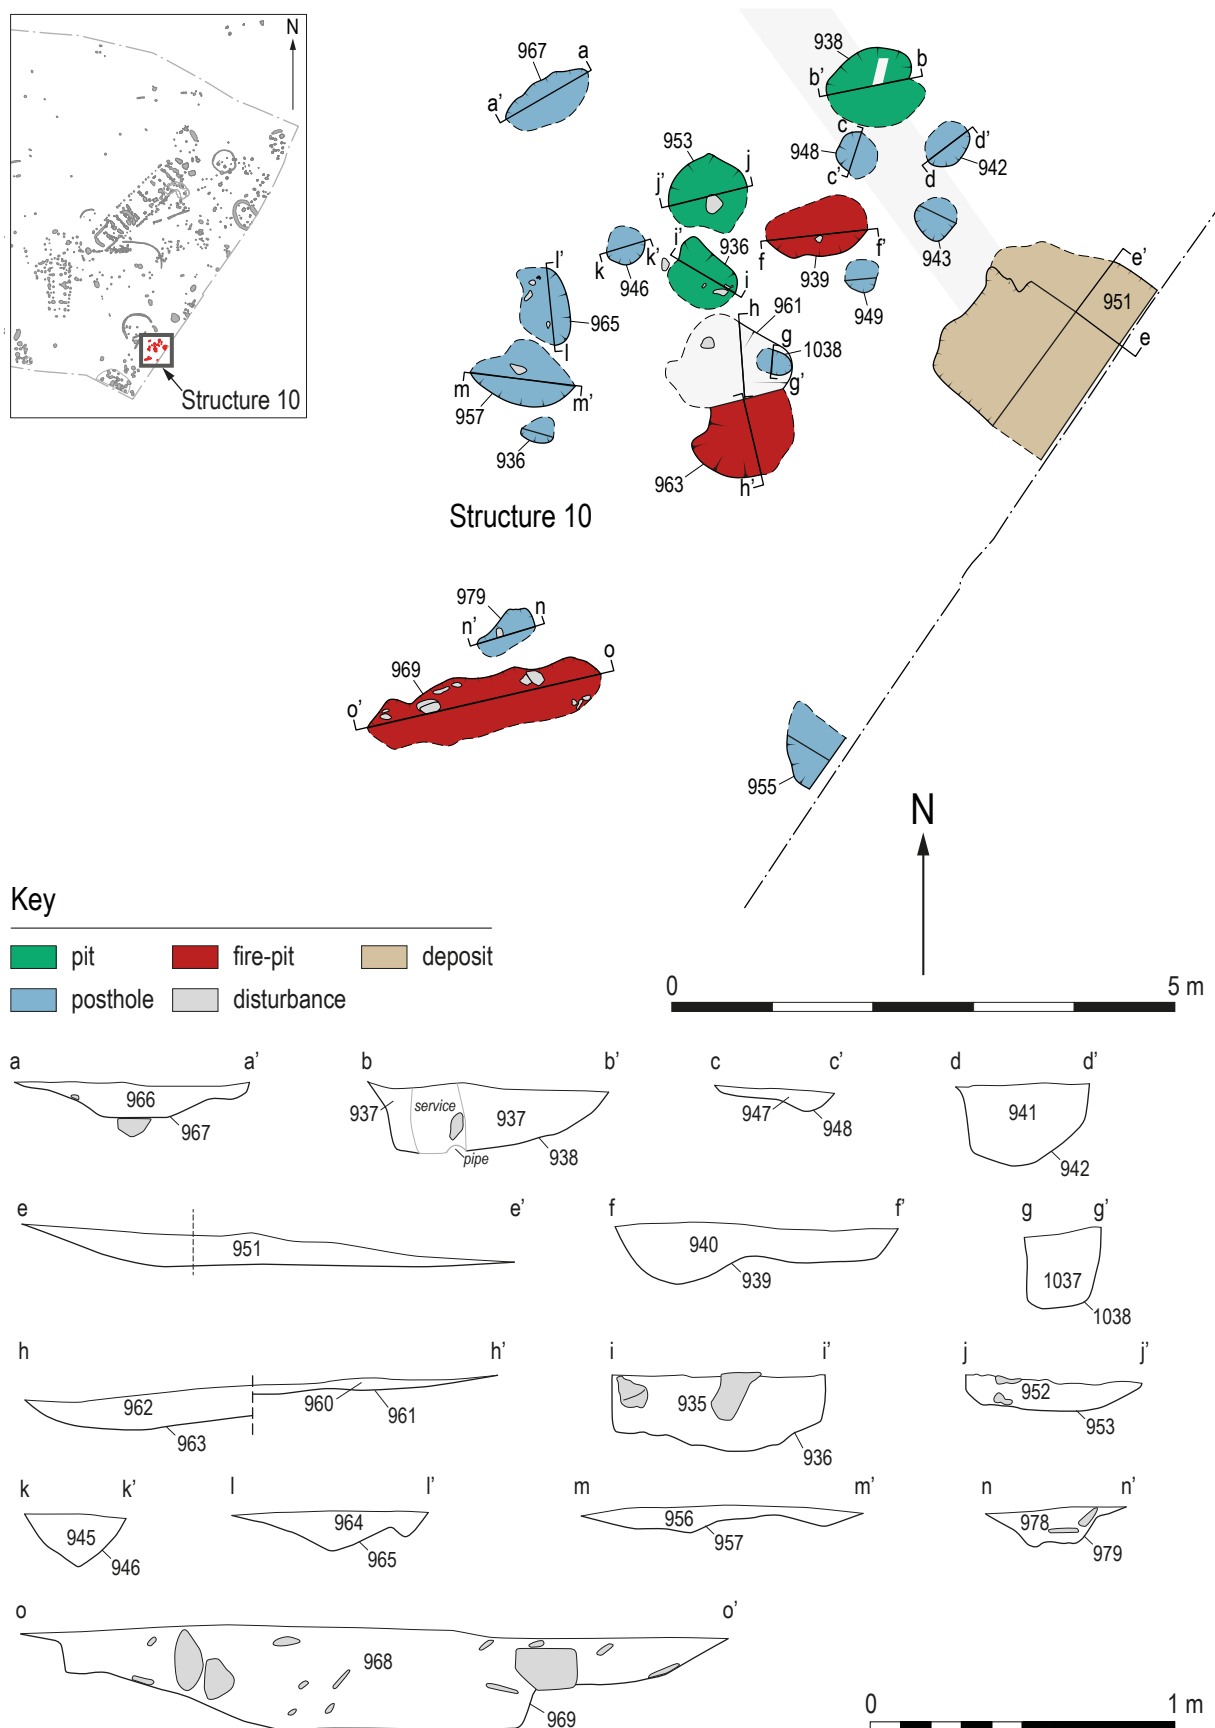 N
Structure 10
967
a
a'
938
b
b'
c
948
c'
d'
942
d
953
j
j'
i'
936
i
k
k'
946
f
f'
939
943
949
e'
951
e
l'
965
l
h
961
g
1038
g'
m
m'
957
936
963
h'
Structure 10
979
n
n'
969
o
o'
955
N
Key
pit
fire-pit
deposit
posthole
disturbance
0 5 m
a a' b b' c c' d d'
966
967
937
service
937
pipe
938
947
948
941
942
e e' f f' g g'
951
940
939
1037
1038
h h' i i' j j'
962
963
960
961
935
936
952
953
k k' l l' m m' n n'
945
946
964
965
956
957
978
979
o o'
968
969
0 1 m